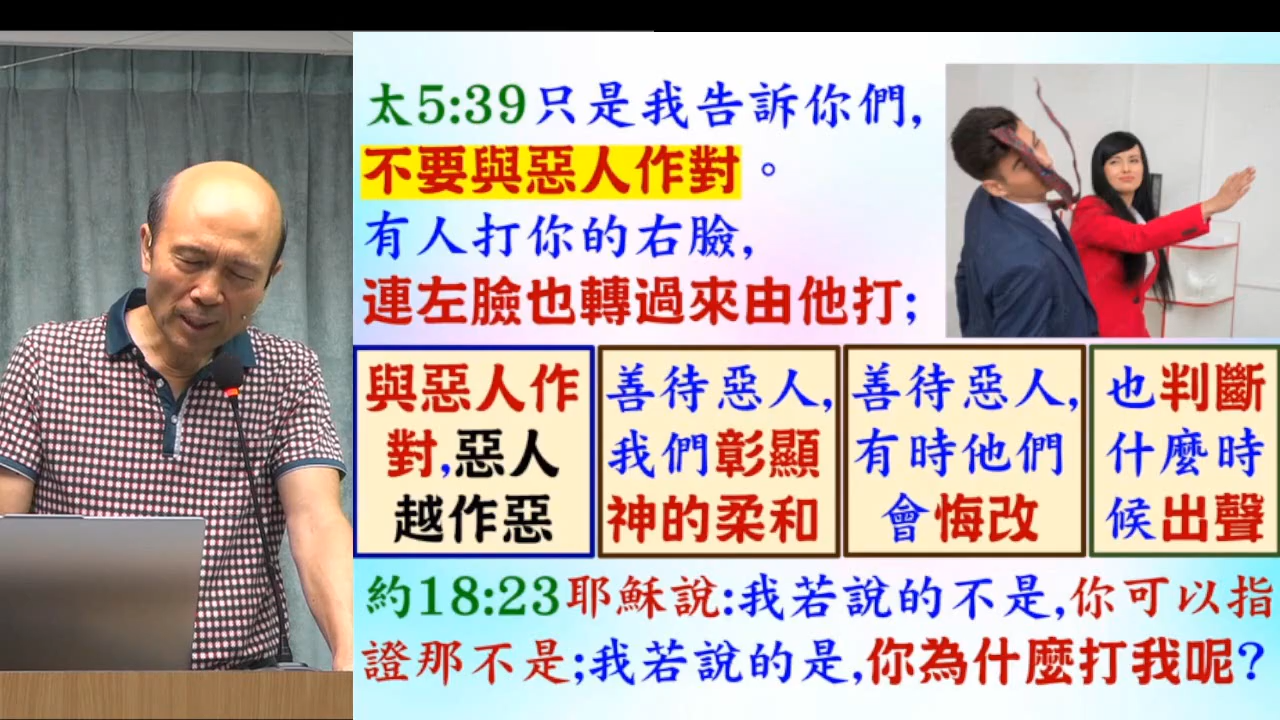 太5:39只是我告訴你們,
不要與惡人作對。
有人打你的右臉,
連左臉也轉過來由他打;
與惡人作
對,惡人
越作惡
善待惡人,
我們彰顯
神的柔和
善待惡人,
有時他們
會悔改
也判斷
什麼時
候出聲
約18:23耶穌說:我若說的不是,你可以指
證那不是;我若說的是,你為什麼打我呢?